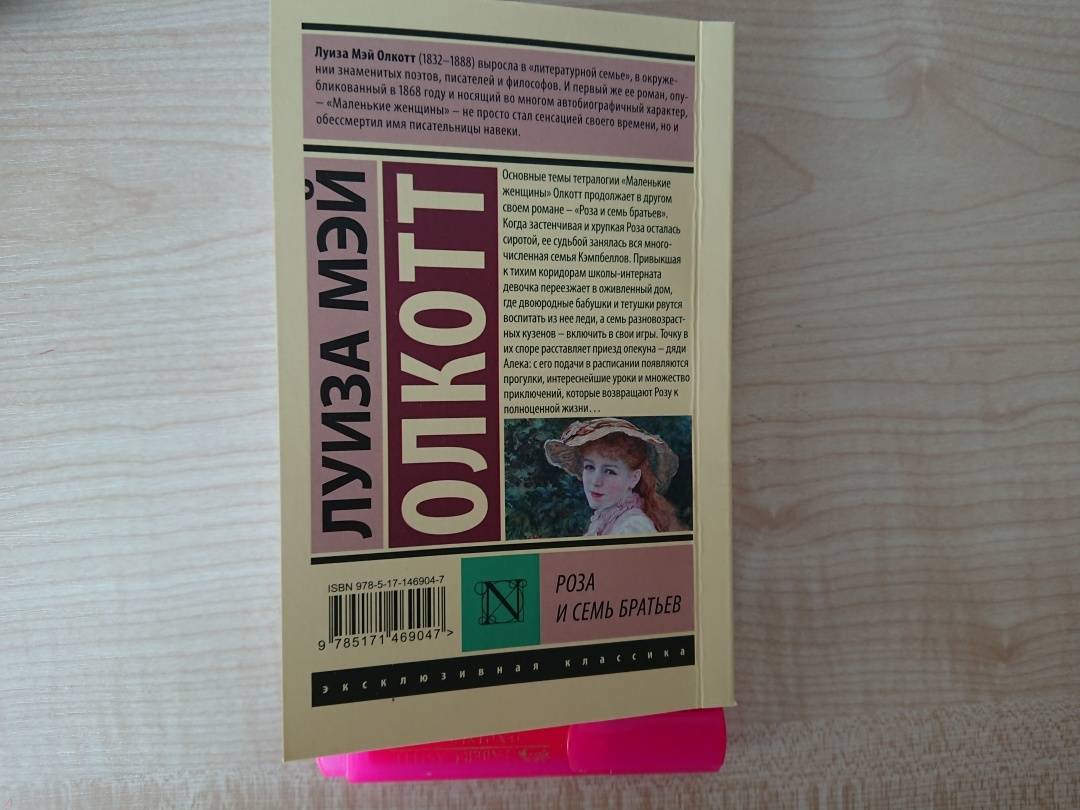 Луиза Мэй Олкотт (1832–1888) выросла в «литературной семье», в окруже-
нии знаменитых поэтов, писателей и философов. И первый же ее роман, опу-
бликованный в 1868 году и носящий во многом автобиографичный характер,
– «Маленькие женщины» – не просто стал сенсацией своего времени, но и
обессмертил имя писательницы навеки.
ЛУИЗА МЭЙ
ОЛКОТТ
Основные темы тетралогии «Маленькие
женщины» Олкотт продолжает в другом
своем романе – «Роза и семь братьев».
Когда застенчивая и хрупкая Роза осталась
сиротой, ее судьбой занялась вся много-
численная семья Кэмпбеллов. Привыкшая
к тихим коридорам школы-интерната
девочка переезжает в оживленный дом,
где двоюродные бабушки и тетушки рвутся
воспитать из нее леди, а семь разновозраст-
ных кузенов – включить в свои игры. Точку в
их споре расставляет приезд опекуна – дяди
Алека: с его подачи в расписании появляются
прогулки, интереснейшие уроки и множество
приключений, которые возвращают Розу к
полноценной жизни…
ISBN 978-5-17-146904-7
9 785171 469047 >
N
РОЗА
И СЕМЬ БРАТЬЕВ
эксклюзивная классика